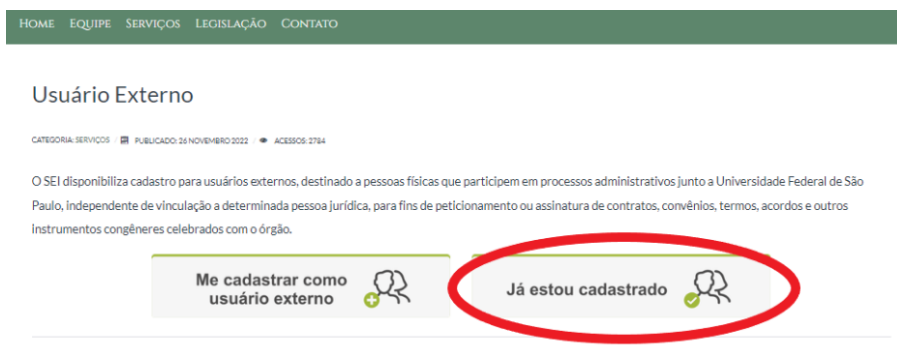 Home Equipe Serviços Legislação Contato
Usuário Externo
CATEGORIA: SERVIÇOS PUBLICADO: 26 NOVEMBRO 2022 ACESSOS: 2784
O SEI disponibiliza cadastro para usuários externos, destinado a pessoas físicas que participem em processos administrativos junto a Universidade Federal de São
Paulo, independente de vinculação a determinada pessoa jurídica, para fins de peticionamento ou assinatura de contratos, convênios, termos, acordos e outros
instrumentos congêneres celebrados com o órgão.
Me cadastrar como
usuário externo
Já estou cadastrado